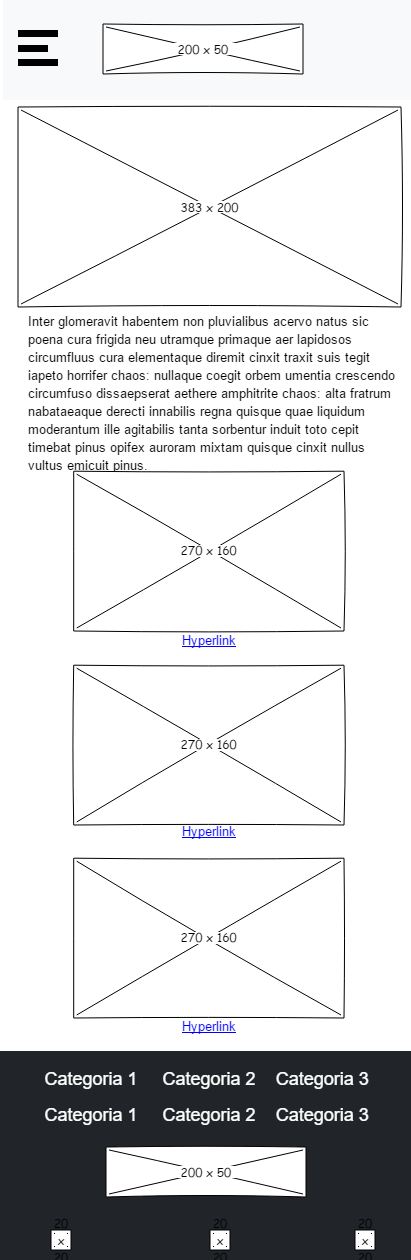 200 x 50
383 x 200
Inter glomeravit habentem non pluvialibus acervo natus sic
poena cura frigida neu utramque primaque aer lapidosos
circumfluus cura elementaque diremit cinxit traxit suis tegit
iapeto horrifer chaos: nullaque coegit orbem umentia crescendo
circumfuso dissaepserat aethere amphitrite chaos: alta fratrum
nabataeaque derecti innabilis regna quisque quae liquidum
moderantum ille agitabilis tanta sorbentur induit toto cepit
timebat pinus opifex auroram mixtam quisque cinxit nullus
vultus emicuit pinus.
270 x 160
Hyperlink
270 x 160
Hyperlink
270 x 160
Hyperlink
Categoria 1 Categoria 2 Categoria 3
Categoria 1 Categoria 2 Categoria 3
200 x 50
20 20 20
x x x
20 20 20